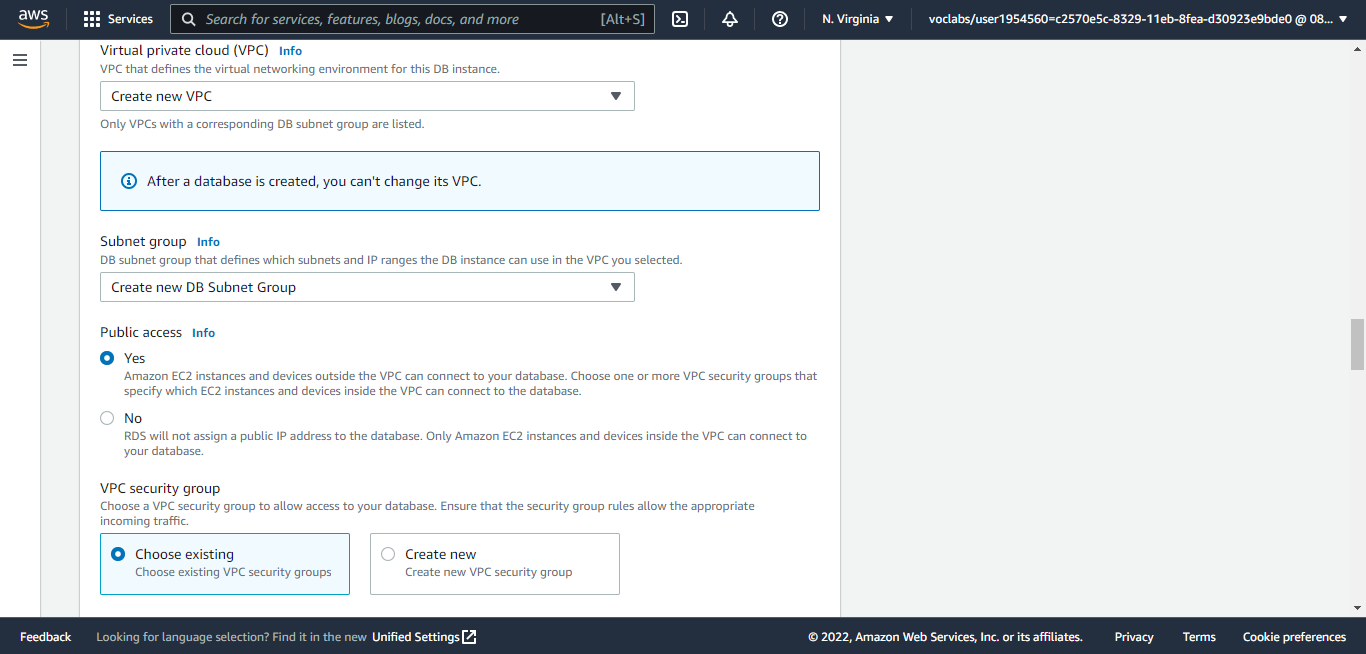 aws
Services
Search for services, features, blogs, docs, and more
[Alt+S]
N. Virginia
voclabs/user1954560=c2570e5c-8329-11eb-8fea-d30923e9bde0 @ 08...
Virtual private cloud (VPC) Info
VPC that defines the virtual networking environment for this DB instance.
Create new VPC
Only VPCs with a corresponding DB subnet group are listed.
After a database is created, you can't change its VPC.
Subnet group Info
DB subnet group that defines which subnets and IP ranges the DB instance can use in the VPC you selected.
Create new DB Subnet Group
Public access Info
Yes
Amazon EC2 instances and devices outside the VPC can connect to your database. Choose one or more VPC security groups that
specify which EC2 instances and devices inside the VPC can connect to the database.
No
RDS will not assign a public IP address to the database. Only Amazon EC2 instances and devices inside the VPC can connect to
your database.
VPC security group
Choose a VPC security group to allow access to your database. Ensure that the security group rules allow the appropriate
incoming traffic.
Choose existing
Choose existing VPC security groups
Create new
Create new VPC security group
Feedback
Looking for language selection? Find it in the new Unified Settings
© 2022, Amazon Web Services, Inc. or its affiliates.
Privacy
Terms
Cookie preferences